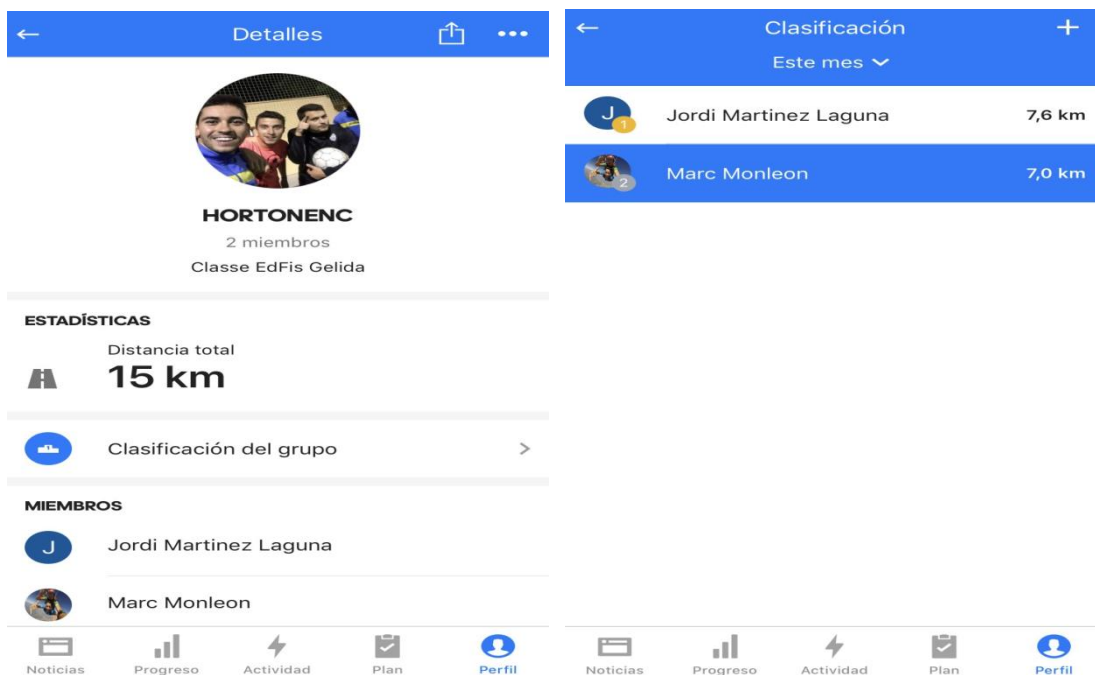 Detalles
HORTONENC
2 miembros
Classe EdFis Gelida
ESTADÍSTICAS
Distancia total
15 km
Clasificación del grupo
MIEMBROS
J
Jordi Martinez Laguna
Marc Monleon
Noticias
Progreso
Actividad
Plan
Perfil
Clasificación
Este mes
J
1
Jordi Martinez Laguna
7,6 km
2
Marc Monleon
7,0 km
Noticias
Progreso
Actividad
Plan
Perfil